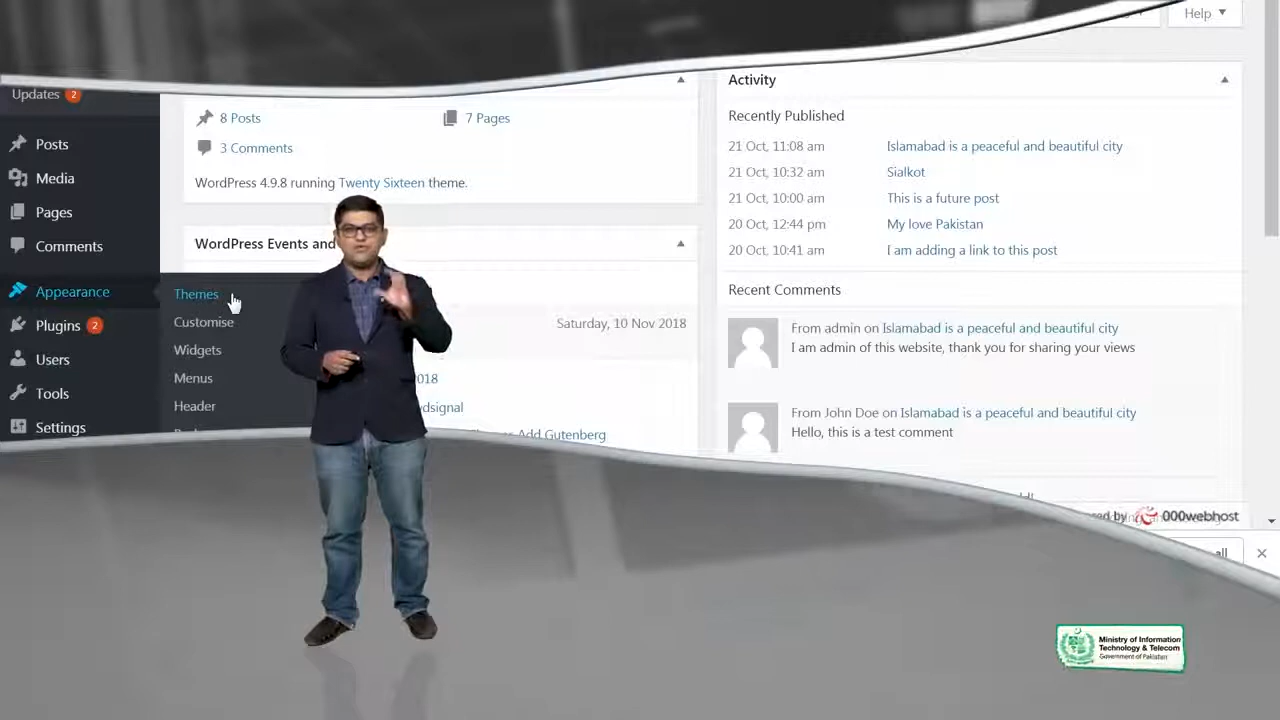 Help
Updates 2
Posts
Media
Pages
Comments
Appearance
Plugins 2
Users
Tools
Settings
Themes
Customise
Widgets
Menus
Header
8 Posts
7 Pages
3 Comments
WordPress 4.9.8 running Twenty Sixteen theme.
WordPress Events and
Saturday, 10 Nov 2018
018
Add Gutenberg
Activity
Recently Published
21 Oct, 11:08 am Islamabad is a peaceful and beautiful city
21 Oct, 10:32 am Sialkot
21 Oct, 10:00 am This is a future post
20 Oct, 12:44 pm My love Pakistan
20 Oct, 10:41 am I am adding a link to this post
Recent Comments
From admin on Islamabad is a peaceful and beautiful city
I am admin of this website, thank you for sharing your views
From John Doe on Islamabad is a peaceful and beautiful city
Hello, this is a test comment
by 000webhost
all
Ministry of Information
Technology & Telecom
Government of Pakistan